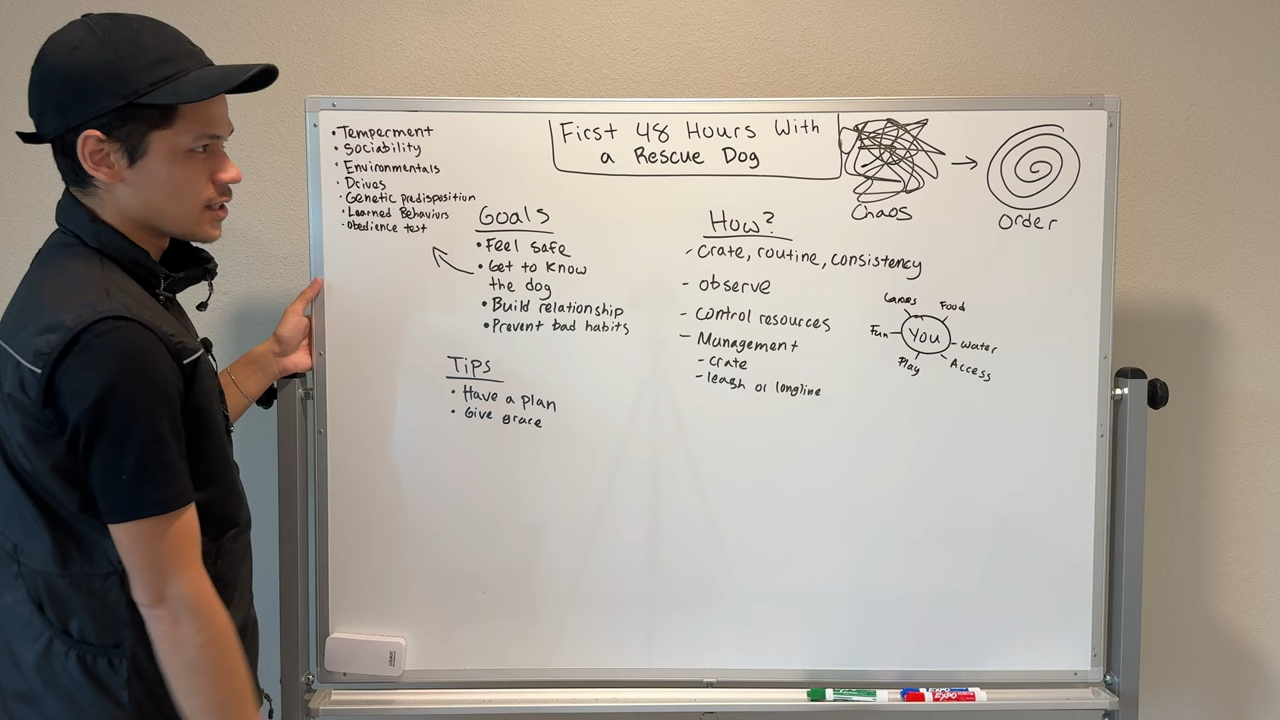 • Temperment
• Sociability
• Environmentals
• Drives
• Genetic predisposition
• Learned Behaviurs
• Obedience test
First 48 Hours With
a Rescue Dog
Chaos
Order
Goals
• Feel safe
• Get to know
the dog
• Build relationship
• Prevent bad habits
Tips
• Have a plan
• Give grace
How?
- Crate, routine, consistency
- observe
- Control resources
- Management
- crate
- leash or longline
You
Games
Food
Fun
Water
Play
Access
EXPO
EXPO